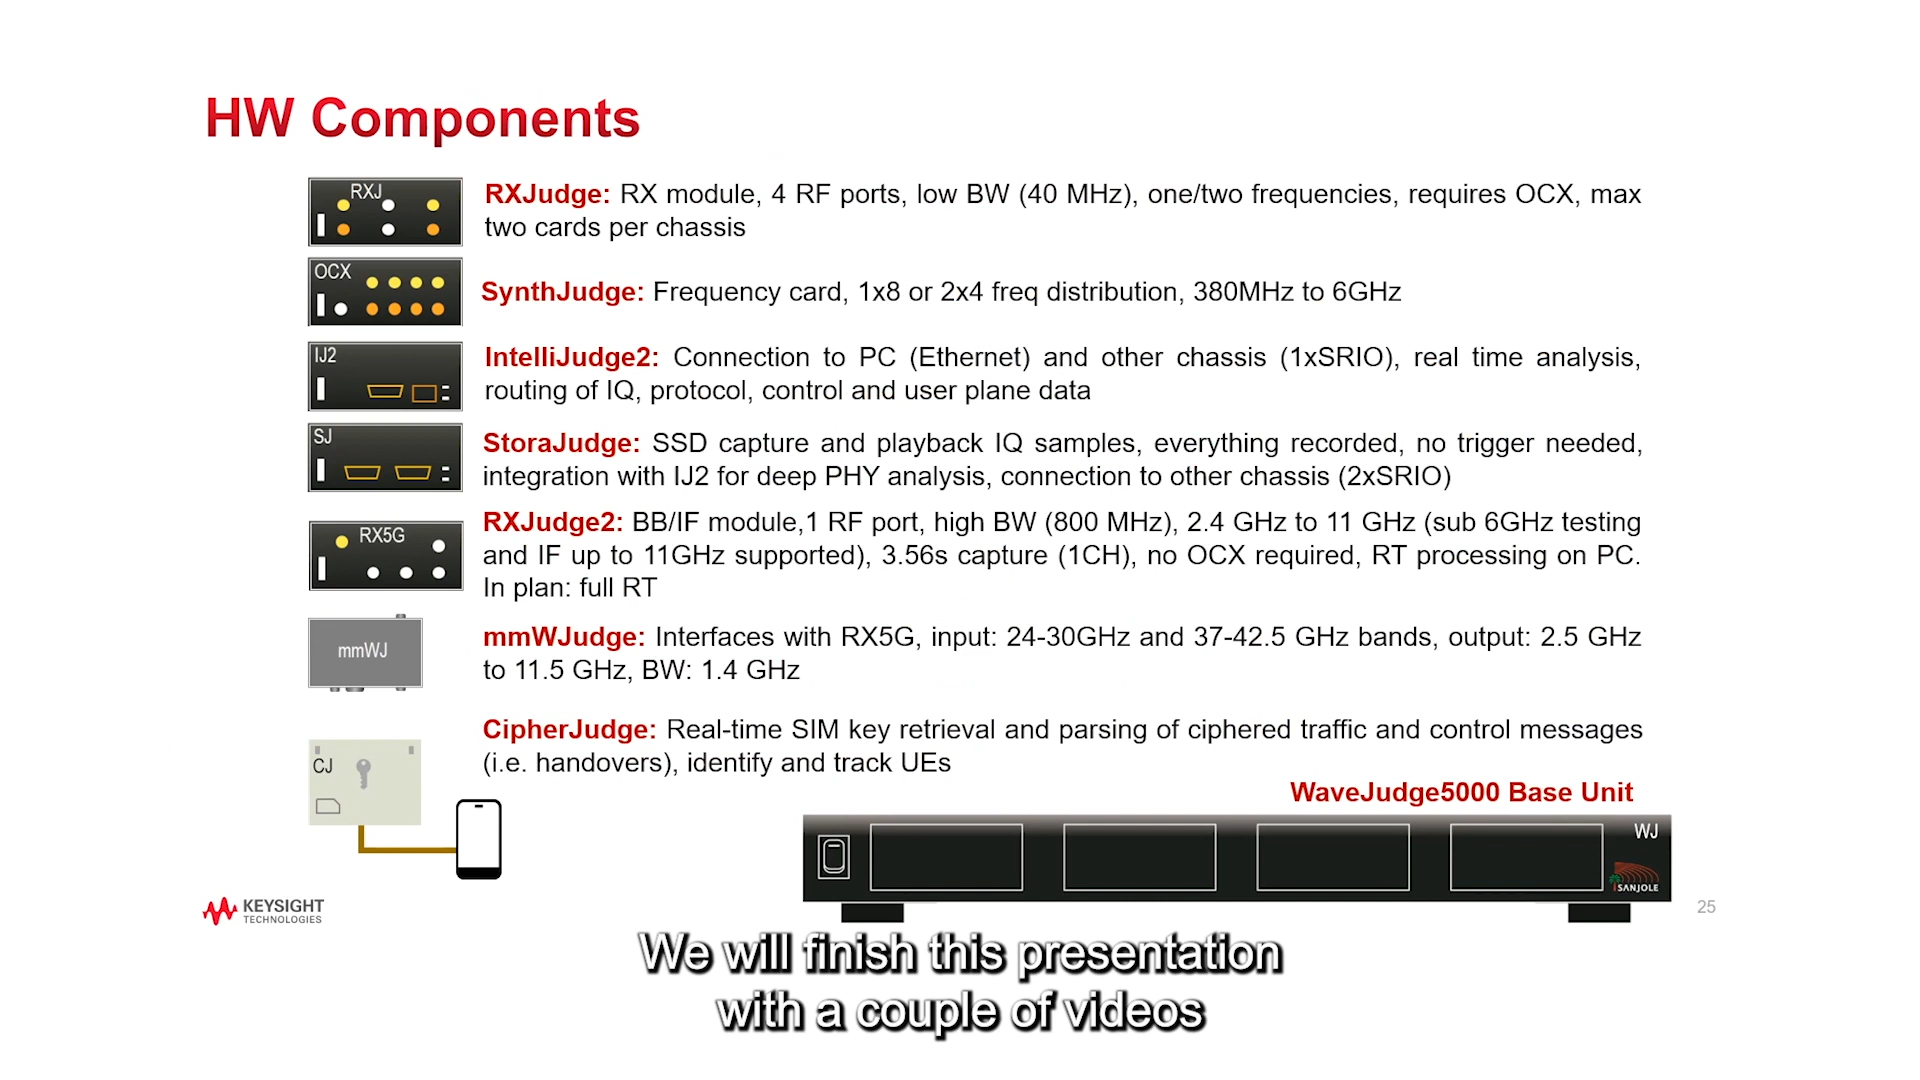 HW Components
RXJ
RXJudge: RX module, 4 RF ports, low BW (40 MHz), one/two frequencies, requires OCX, max
two cards per chassis
OCX
SynthJudge: Frequency card, 1x8 or 2x4 freq distribution, 380MHz to 6GHz
IJ2
IntelliJudge2: Connection to PC (Ethernet) and other chassis (1xSRIO), real time analysis,
routing of IQ, protocol, control and user plane data
SJ
StoraJudge: SSD capture and playback IQ samples, everything recorded, no trigger needed,
integration with IJ2 for deep PHY analysis, connection to other chassis (2xSRIO)
RX5G
RXJudge2: BB/IF module,1 RF port, high BW (800 MHz), 2.4 GHz to 11 GHz (sub 6GHz testing
and IF up to 11GHz supported), 3.56s capture (1CH), no OCX required, RT processing on PC.
In plan: full RT
mmWJ
mmWJudge: Interfaces with RX5G, input: 24-30GHz and 37-42.5 GHz bands, output: 2.5 GHz
to 11.5 GHz, BW: 1.4 GHz
CJ
CipherJudge: Real-time SIM key retrieval and parsing of ciphered traffic and control messages
(i.e. handovers), identify and track UEs
WaveJudge5000 Base Unit
WJ
SANJOLE
KEYSIGHT
TECHNOLOGIES
25
We will finish this presentation
with a couple of videos